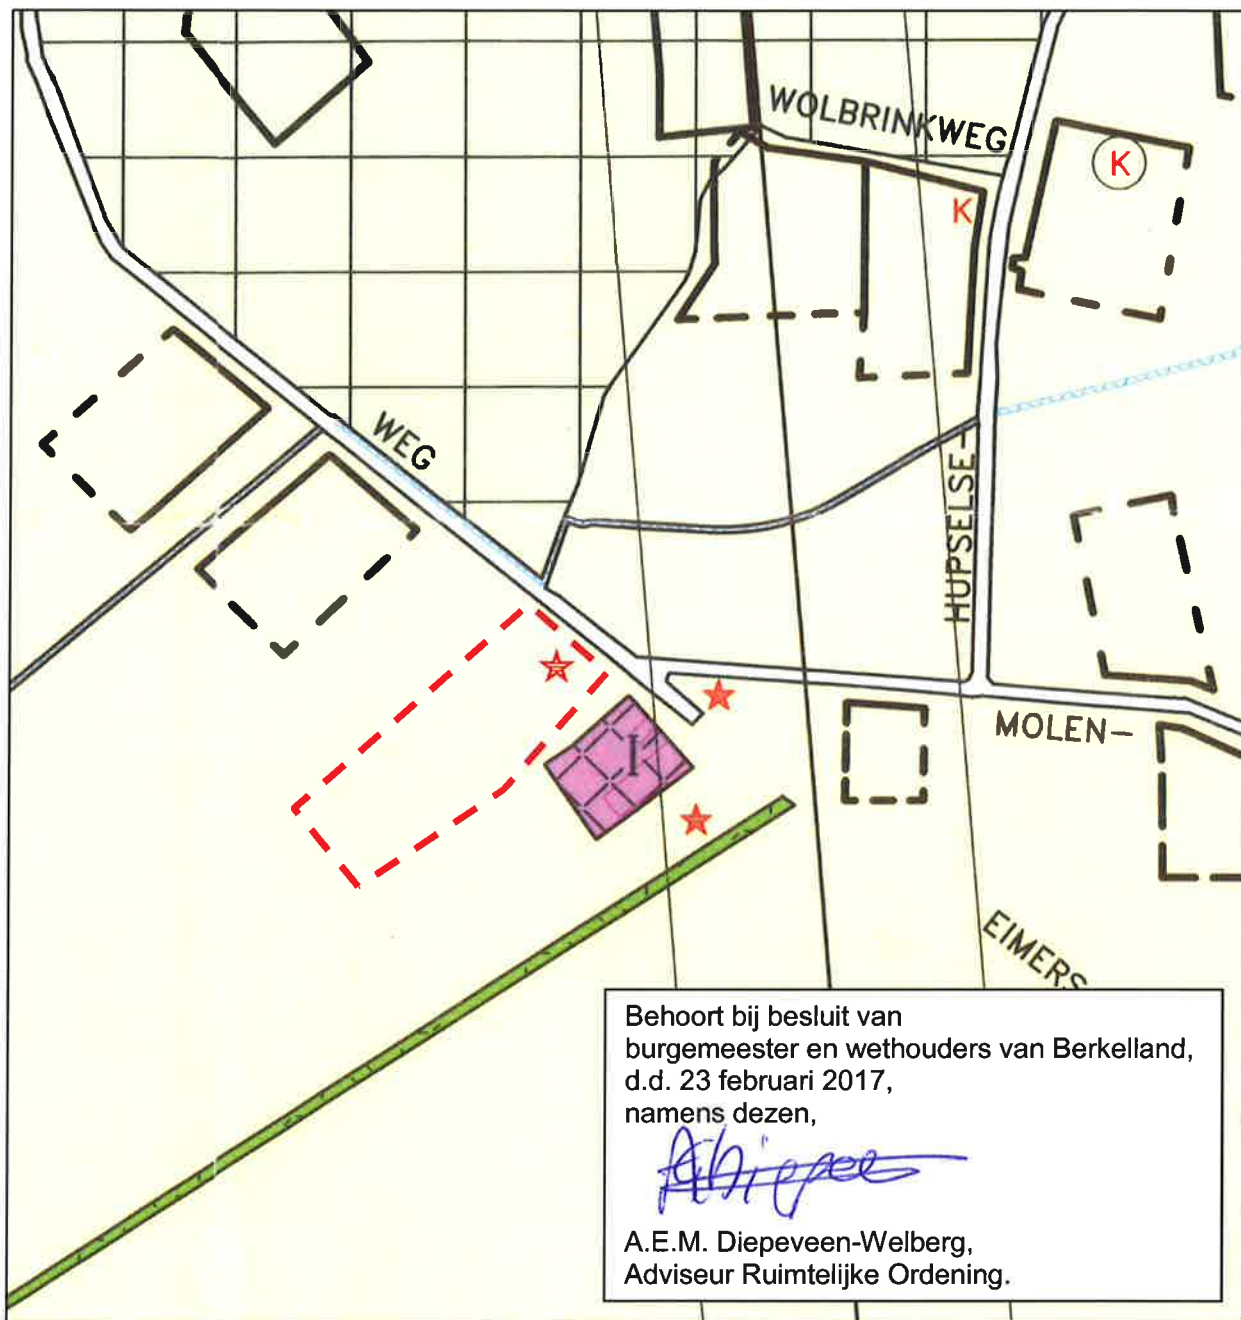 WOLBRINKWEG
K
K
WEG
HUPSELSE-
I
MOLEN-
EIMERS
Behoort bij besluit van
burgemeester en wethouders van Berkelland,
d.d. 23 februari 2017,
namens dezen,
A.E.M. Diepeveen-Welberg,
Adviseur Ruimtelijke Ordening.